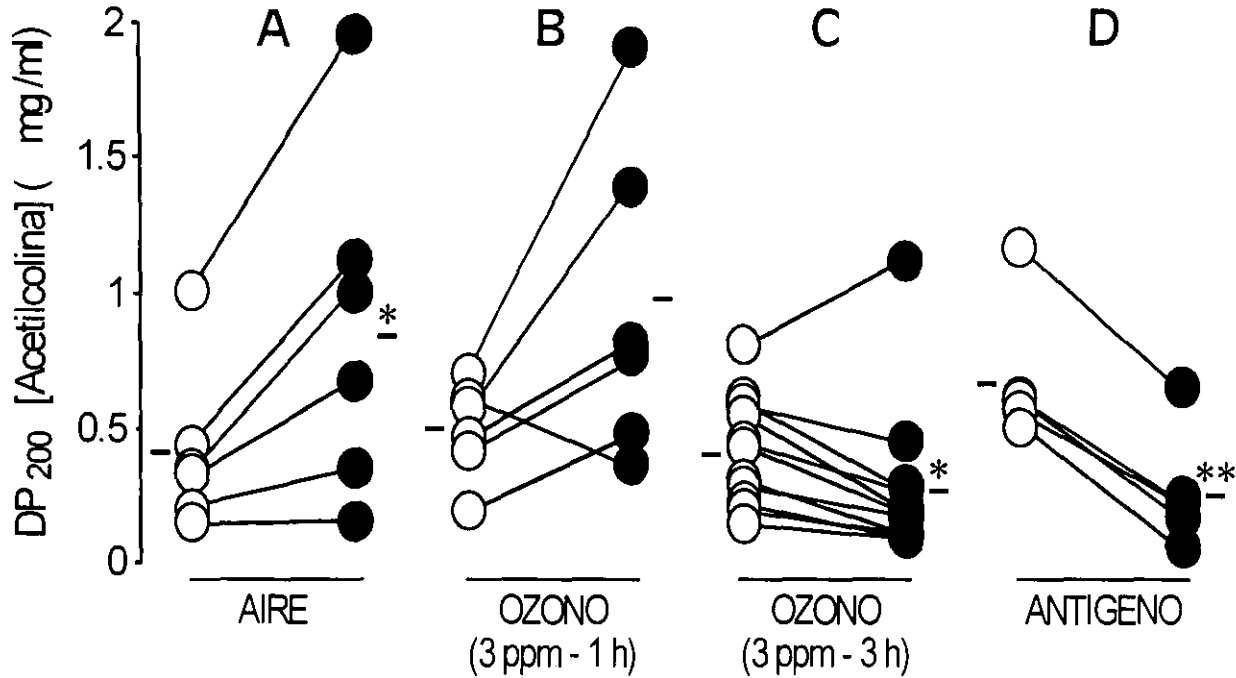 A B C D
DP 200 [Acetilcolina] ( mg/ml)
2
1.5
1
0.5
0
*
*
**
AIRE
OZONO
(3 ppm - 1 h)
OZONO
(3 ppm - 3 h)
ANTIGENO